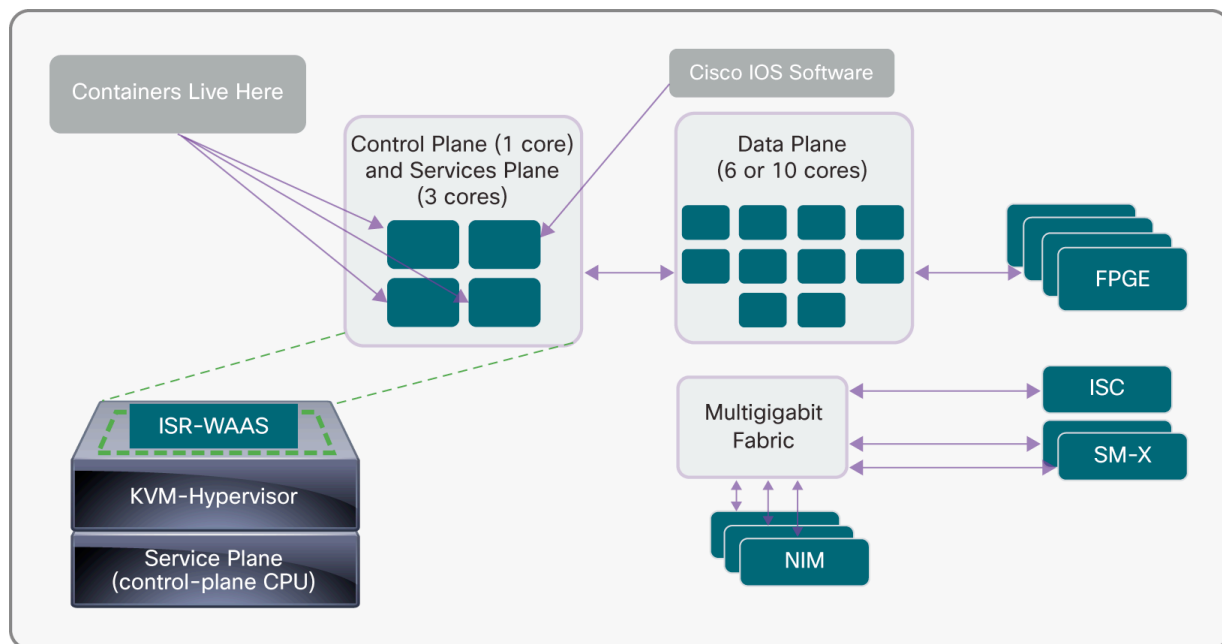 Containers Live Here
Cisco IOS Software
Control Plane (1 core)
and Services Plane
(3 cores)
Data Plane
(6 or 10 cores)
FPGE
ISC
Multigigabit
Fabric
SM-X
NIM
ISR-WAAS
KVM-Hypervisor
Service Plane
(control-plane CPU)